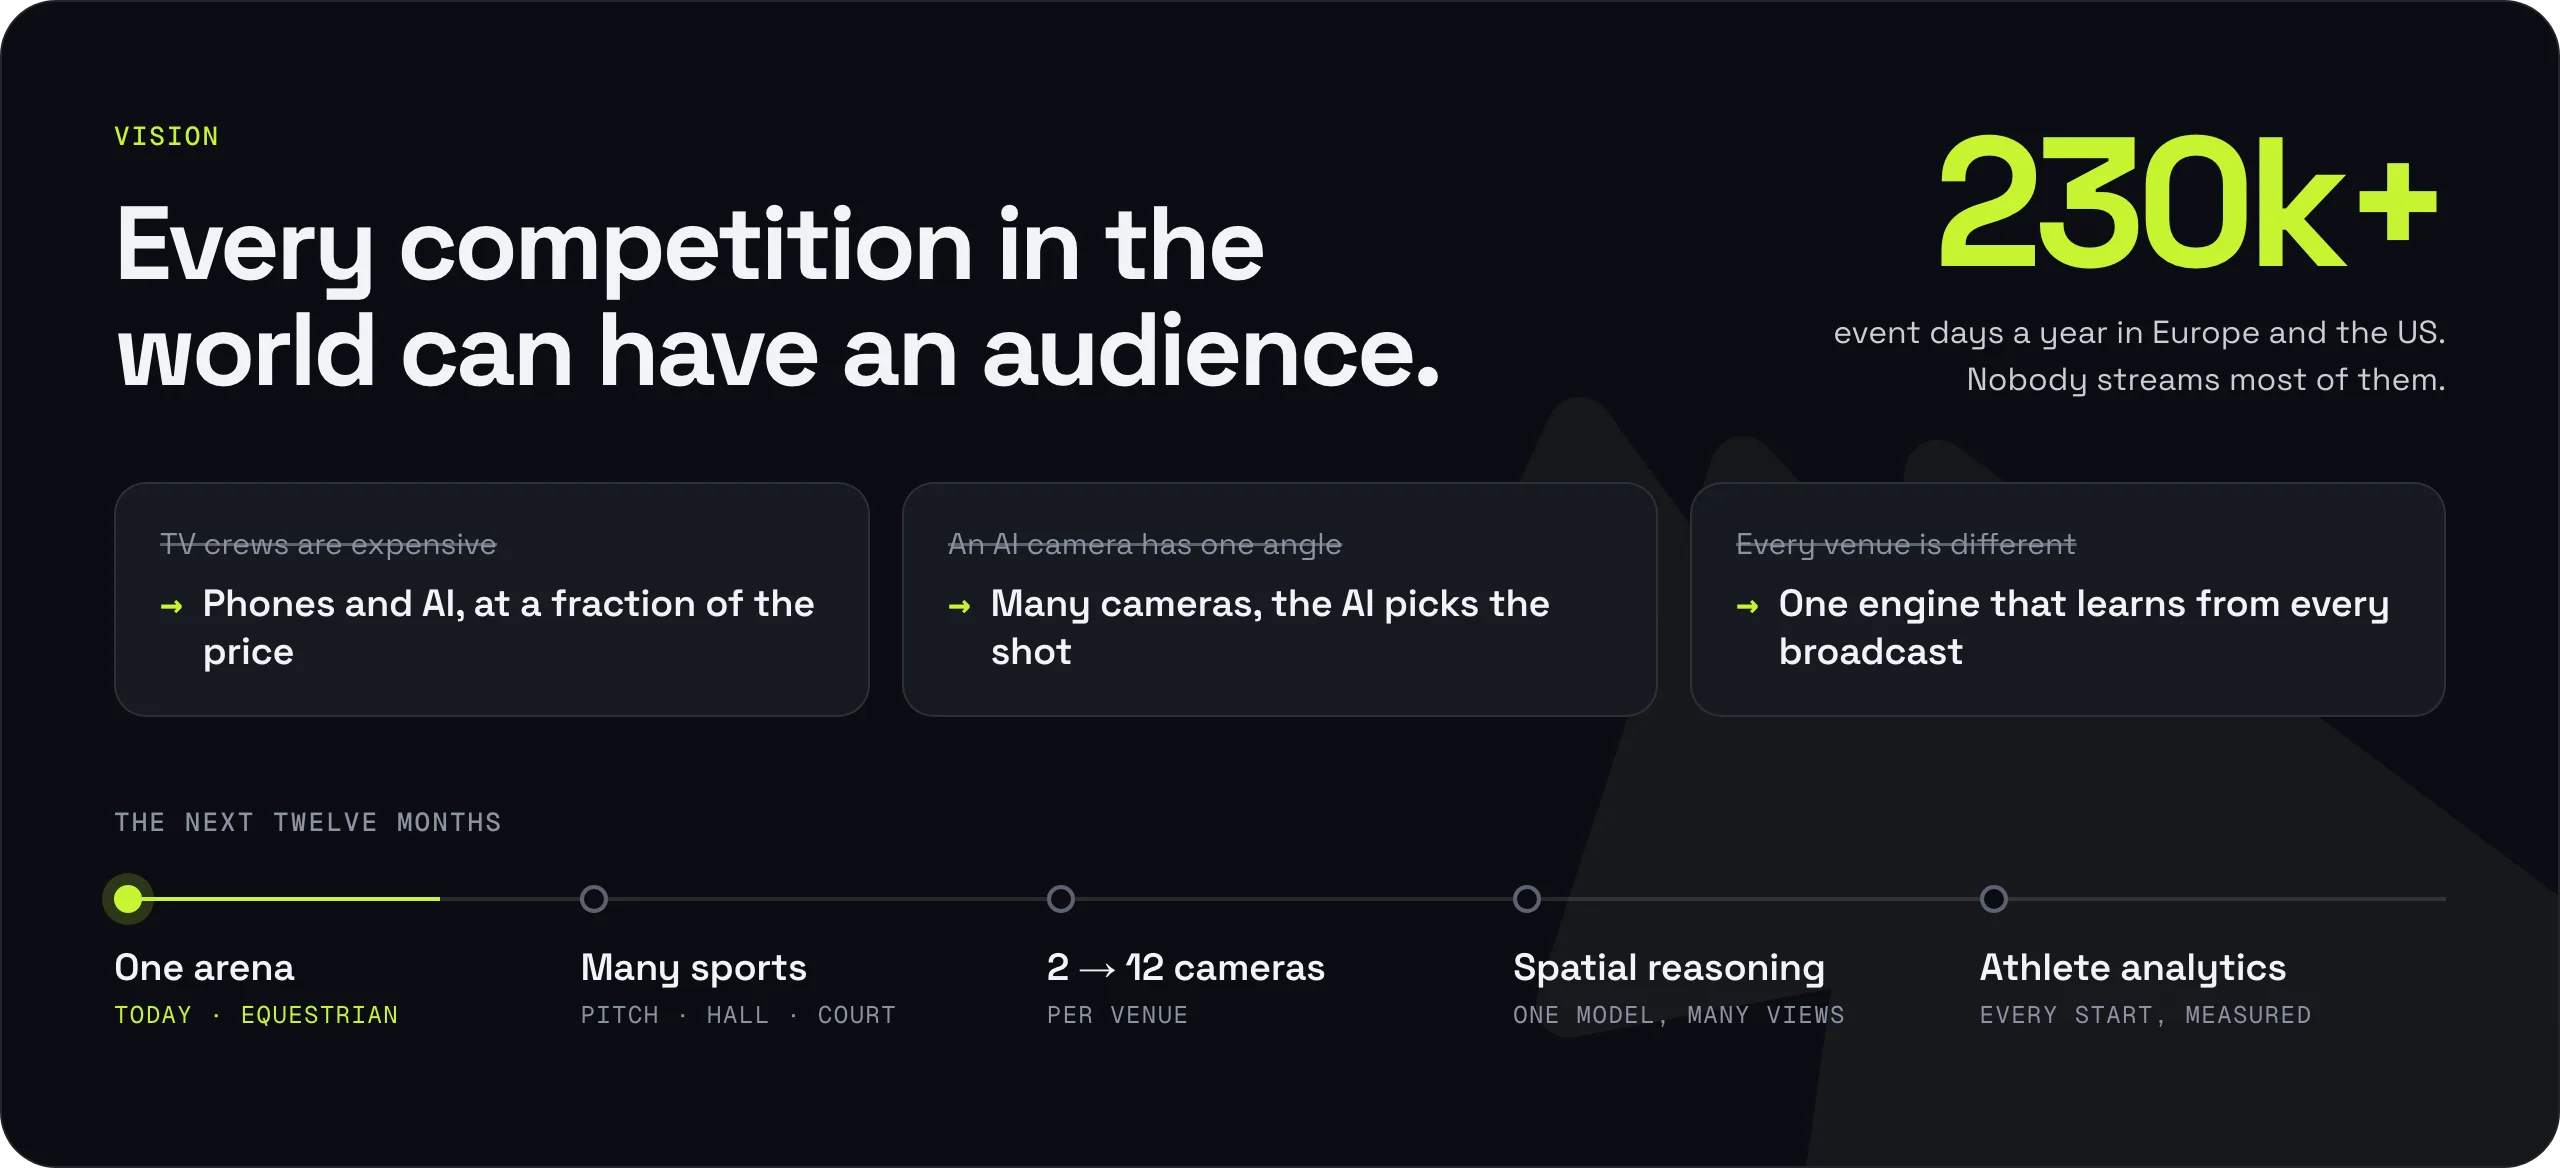 VISION
Every competition in the
world can have an audience.
230k+
event days a year in Europe and the US.
Nobody streams most of them.
TV crews are expensive
→ Phones and AI, at a fraction of the
price
An AI camera has one angle
→ Many cameras, the AI picks the
shot
Every venue is different
→ One engine that learns from every
broadcast
THE NEXT TWELVE MONTHS
One arena
TODAY · EQUESTRIAN
Many sports
PITCH · HALL · COURT
2 → 12 cameras
PER VENUE
Spatial reasoning
ONE MODEL, MANY VIEWS
Athlete analytics
EVERY START, MEASURED